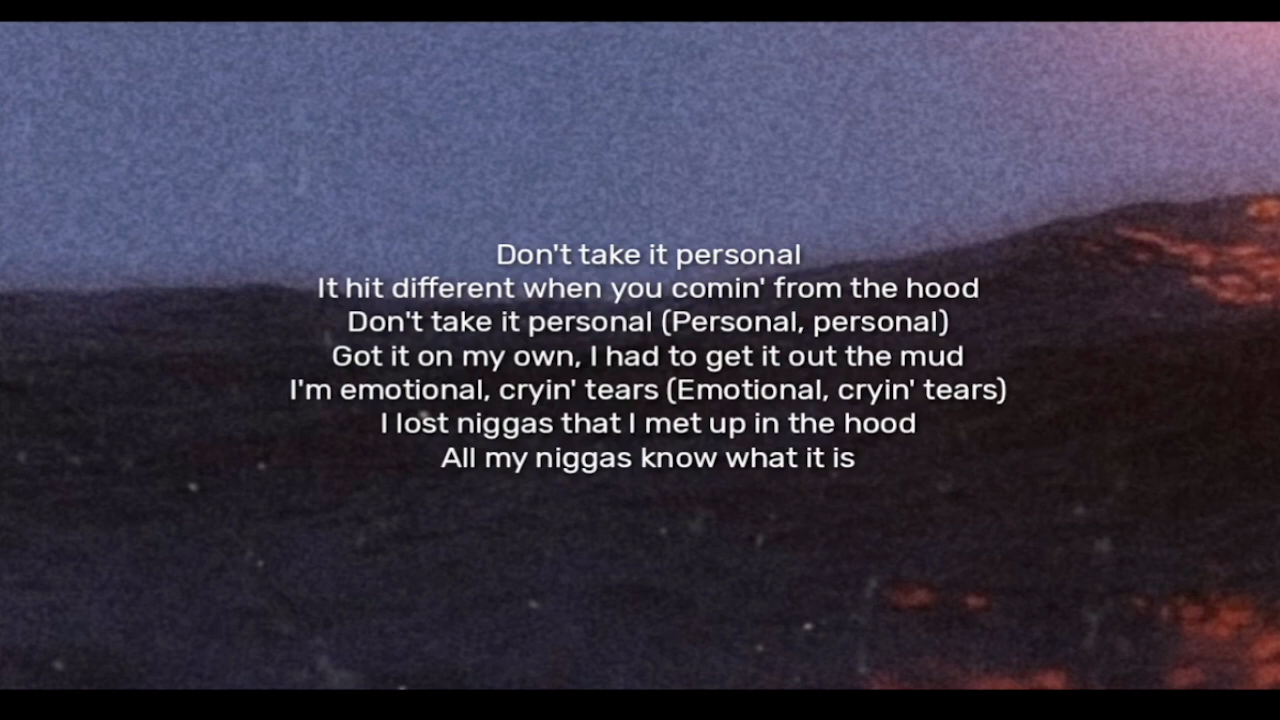 Don't take it personal
It hit different when you comin' from the hood
Don't take it personal (Personal, personal)
Got it on my own, I had to get it out the mud
I'm emotional, cryin' tears (Emotional, cryin' tears)
I lost niggas that I met up in the hood
All my niggas know what it is